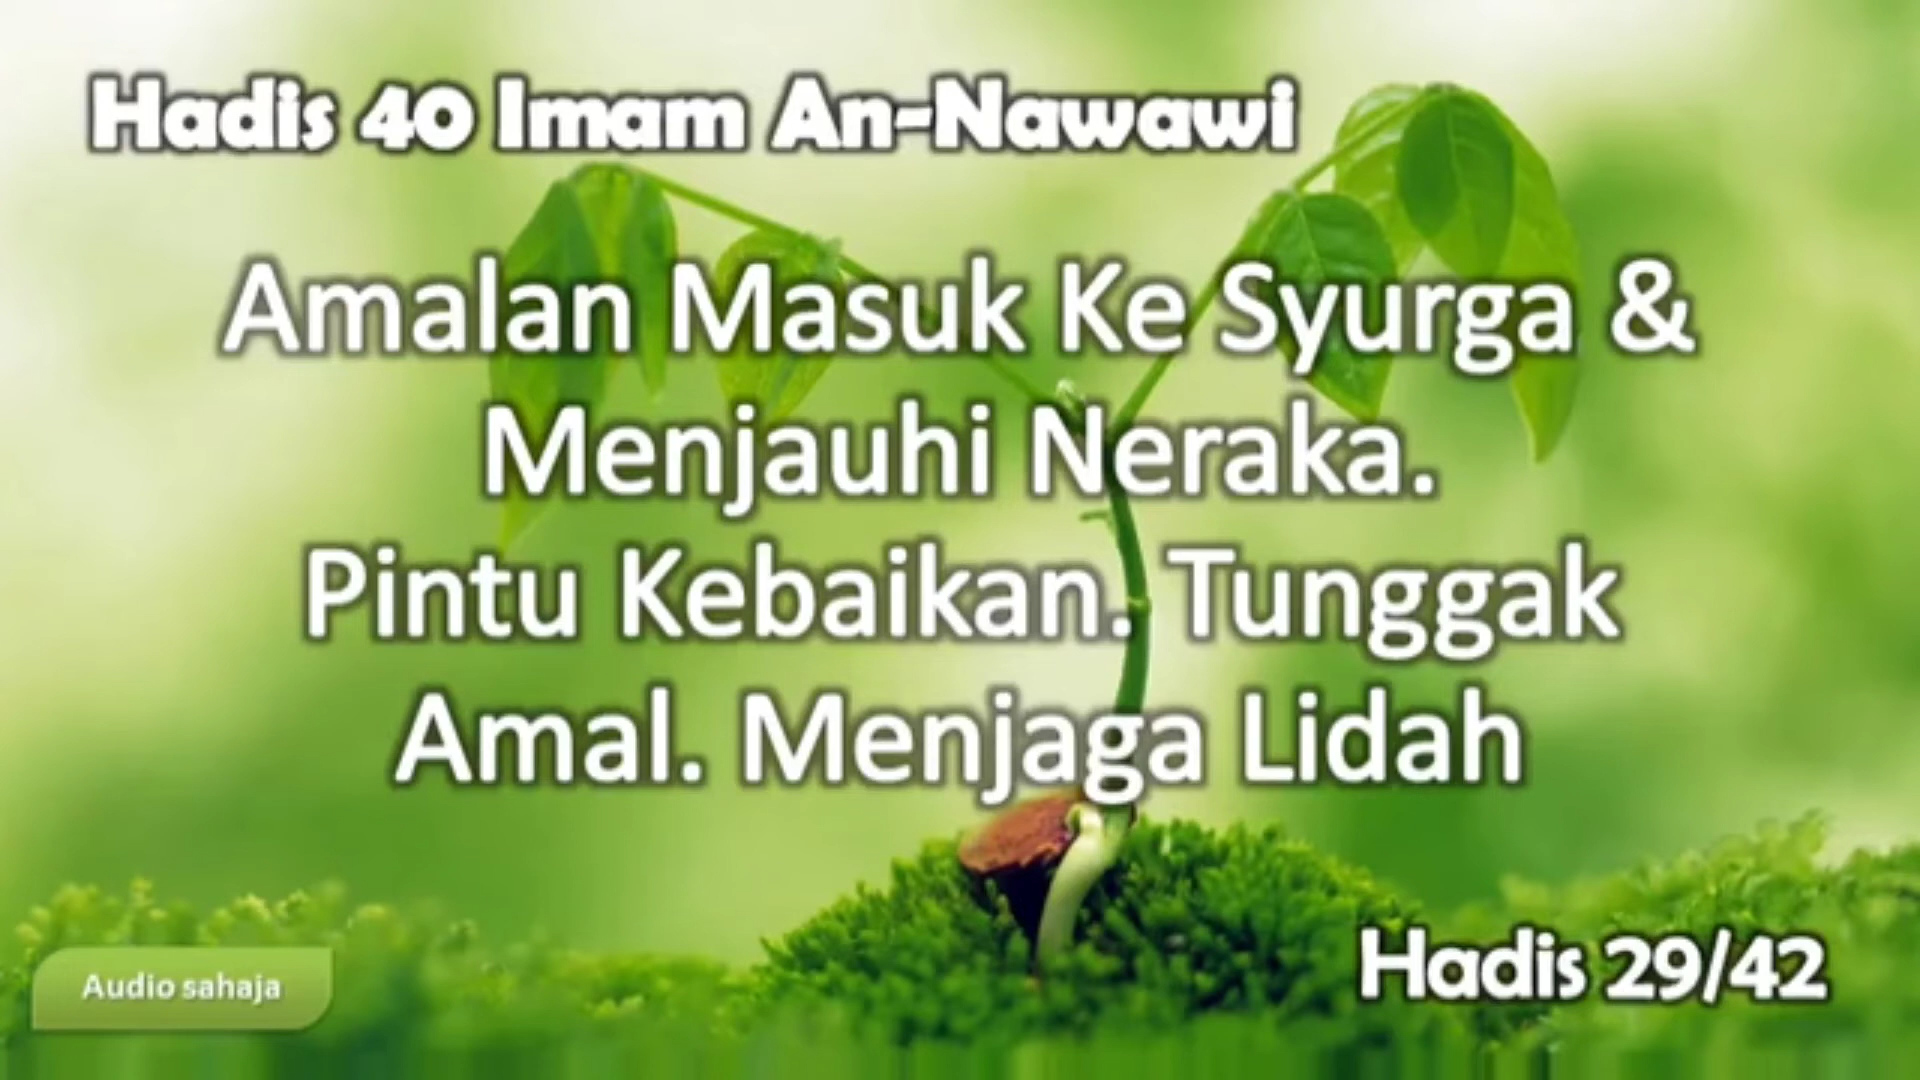 Hadis 40 Imam An-Nawawi
Amalan Masuk Ke Syurga &
Menjauhi Neraka.
Pintu Kebaikan. Tunggak
Amal. Menjaga Lidah
Audio sahaja
Hadis 29/42